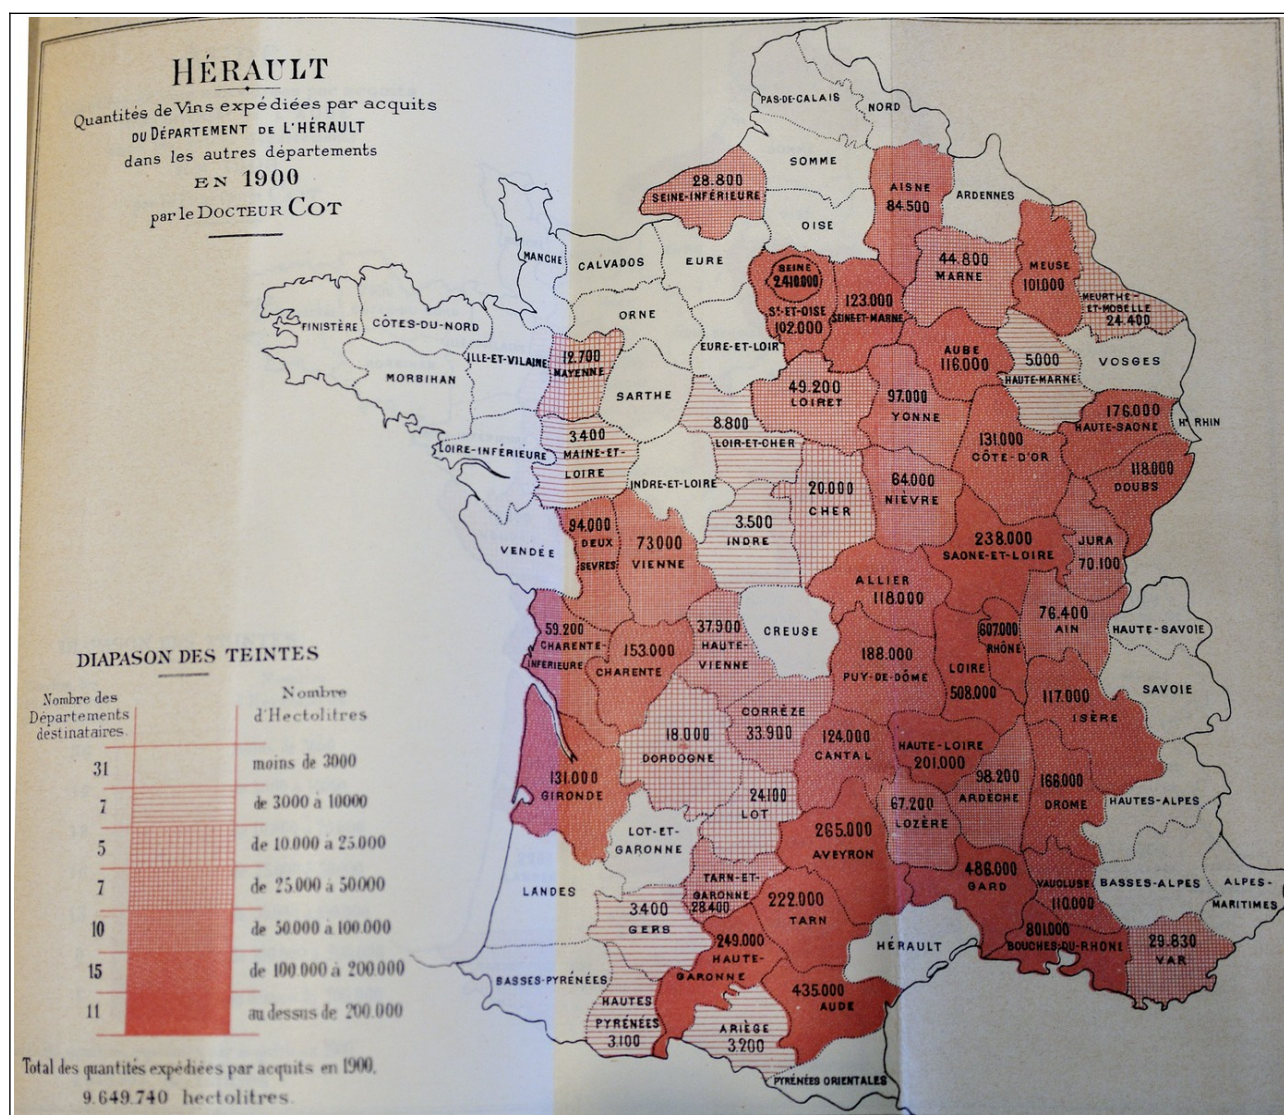 HÉRAULT
Quantités de Vins expédiées par acquits
DU DÉPARTEMENT DE L'HÉRAULT
dans les autres départements
EN 1900
par le DOCTEUR COT
PAS-DE-CALAIS
NORD
SOMME
28.800
SEINE-INFÉRIEURE
AISNE
84.500
ARDENNES
OISE
MANCHE
CALVADOS
EURE
SEINE
2.410.000
St-ET-OISE
102.000
123.000
SEINE-ET-MARNE
44.800
MARNE
MEUSE
101.000
MEURTHE-
ET-MOSELLE
24.400
FINISTÈRE
CÔTES-DU-NORD
ORNE
ILLE-ET-VILAINE
12.700
MAYENNE
EURE-ET-LOIR
AUBE
116.000
5.000
HAUTE-MARNE
VOSGES
MORBIHAN
SARTHE
49.200
LOIRET
97.000
YONNE
176.000
HAUTE-SAONE
Ht RHIN
LOIRE-INFÉRIEURE
3.400
MAINE-ET-
LOIRE
8.800
LOIR-ET-CHER
131.000
CÔTE-D'OR
118.000
DOUBS
INDRE-ET-LOIRE
20.000
CHER
64.000
NIÈVRE
VENDÉE
94.000
DEUX
SEVRES
73000
VIENNE
3.500
INDRE
238.000
SAONE-ET-LOIRE
JURA
70.100
ALLIER
118.000
59.200
CHARENTE-
INFERIEURE
153.000
CHARENTE
37.900
HAUTE-
VIENNE
CREUSE
188.000
PUY-DE-DÔME
LOIRE
508.000
607.000
RHÔNE
76.400
AIN
HAUTE-SAVOIE
SAVOIE
117.000
ISÈRE
131.000
GIRONDE
18.000
DORDOGNE
CORRÈZE
33.900
124.000
CANTAL
HAUTE-LOIRE
201.000
98.200
ARDÈCHE
166.000
DROME
HAUTES-ALPES
LOT-ET-
GARONNE
24.100
LOT
265.000
AVEYRON
67.200
LOZÈRE
LANDES
TARN-ET-
GARONNE
28.400
222.000
TARN
486.000
GARD
VAUCLUSE
110.000
BASSES-ALPES
ALPES-
MARITIMES
3.400
GERS
249.000
HAUTE-
GARONNE
HÉRAULT
801.000
BOUCHES-DU-RHONE
29.830
VAR
BASSES-PYRÉNÉES
HAUTES
PYRÉNÉES
3.100
ARIÈGE
3.200
435.000
AUDE
PYRÉNÉES ORIENTALES
DIAPASON DES TEINTES
Nombre des
Départements
destinataires
Nombre
d'Hectolitres
31 moins de 3000
7 de 3000 à 10000
5 de 10.000 à 25.000
7 de 25.000 à 50.000
10 de 50.000 à 100.000
15 de 100.000 à 200.000
11 au dessus de 200.000
Total des quantités expédiées par acquits en 1900,
9.649.740 hectolitres.